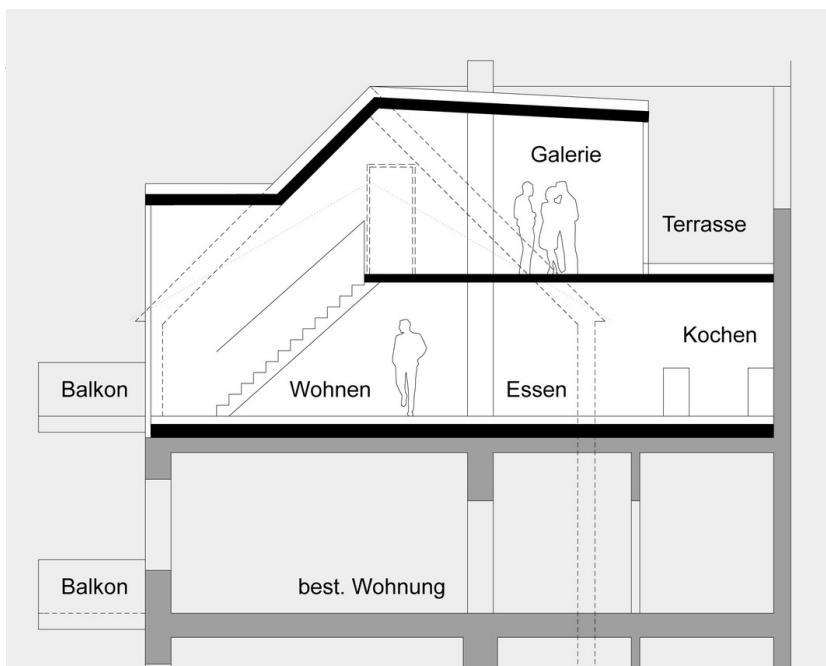 Galerie
Terrasse
Kochen
Balkon
Wohnen
Essen
Balkon
best. Wohnung